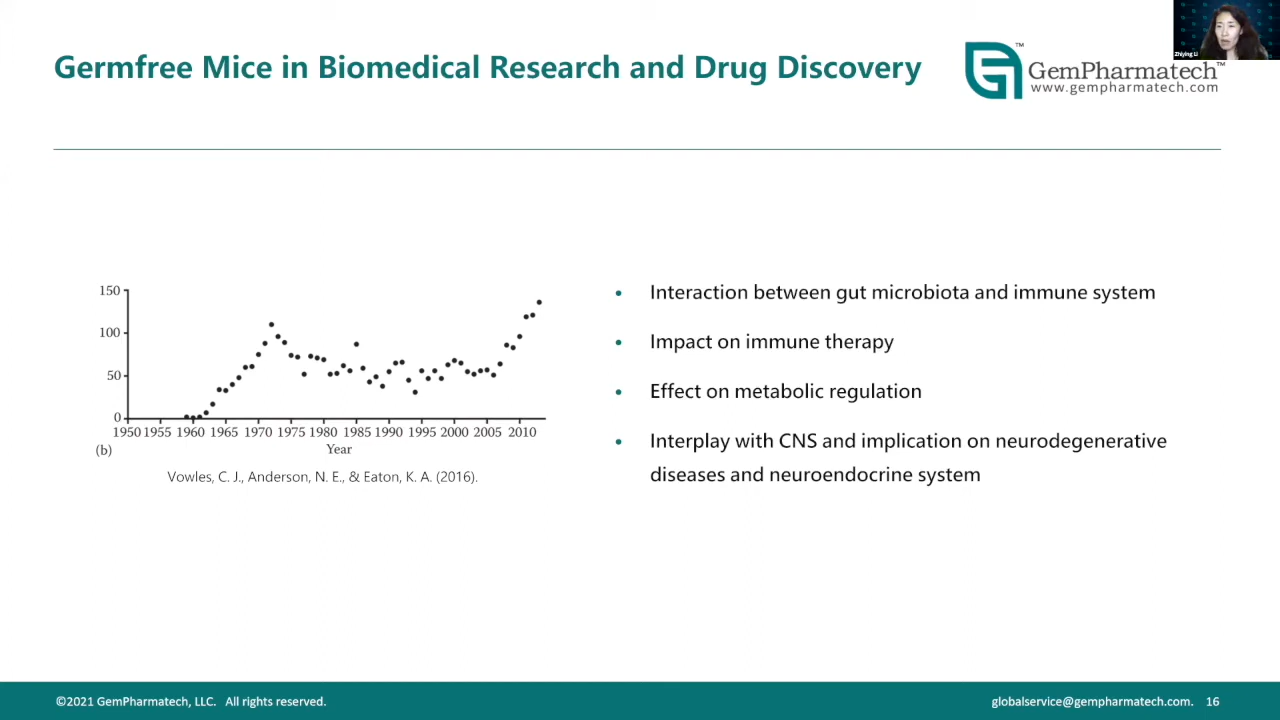 Germfree Mice in Biomedical Research and Drug Discovery
GemPharmatech™
www.gempharmatech.com
Zhiying Li
150
100
50
0
1950 1955 1960 1965 1970 1975 1980 1985 1990 1995 2000 2005 2010
(b)
Year
Vowles, C. J., Anderson, N. E., & Eaton, K. A. (2016).
• Interaction between gut microbiota and immune system
• Impact on immune therapy
• Effect on metabolic regulation
• Interplay with CNS and implication on neurodegenerative
diseases and neuroendocrine system
©2021 GemPharmatech, LLC. All rights reserved.
globalservice@gempharmatech.com. 16